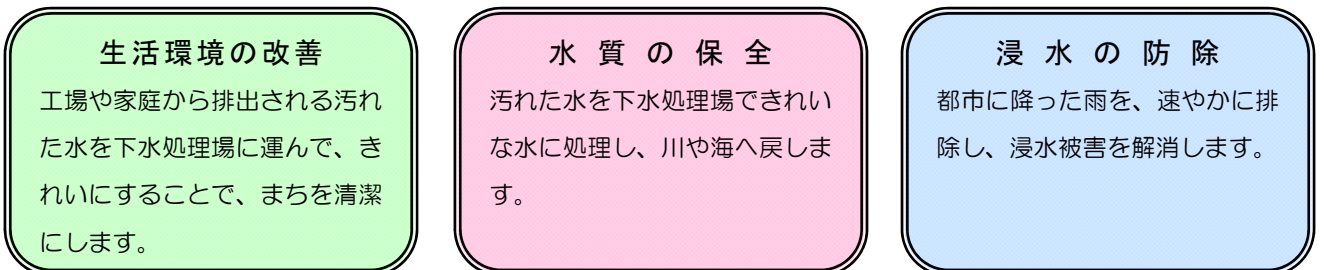 生活環境の改善
工場や家庭から排出される汚れ
た水を下水処理場に運んで、き
れいにすることで、まちを清潔
にします。
水質の保全
汚れた水を下水処理場できれい
な水に処理し、川や海へ戻しま
す。
浸水の防除
都市に降った雨を、速やかに排
除し、浸水被害を解消します。